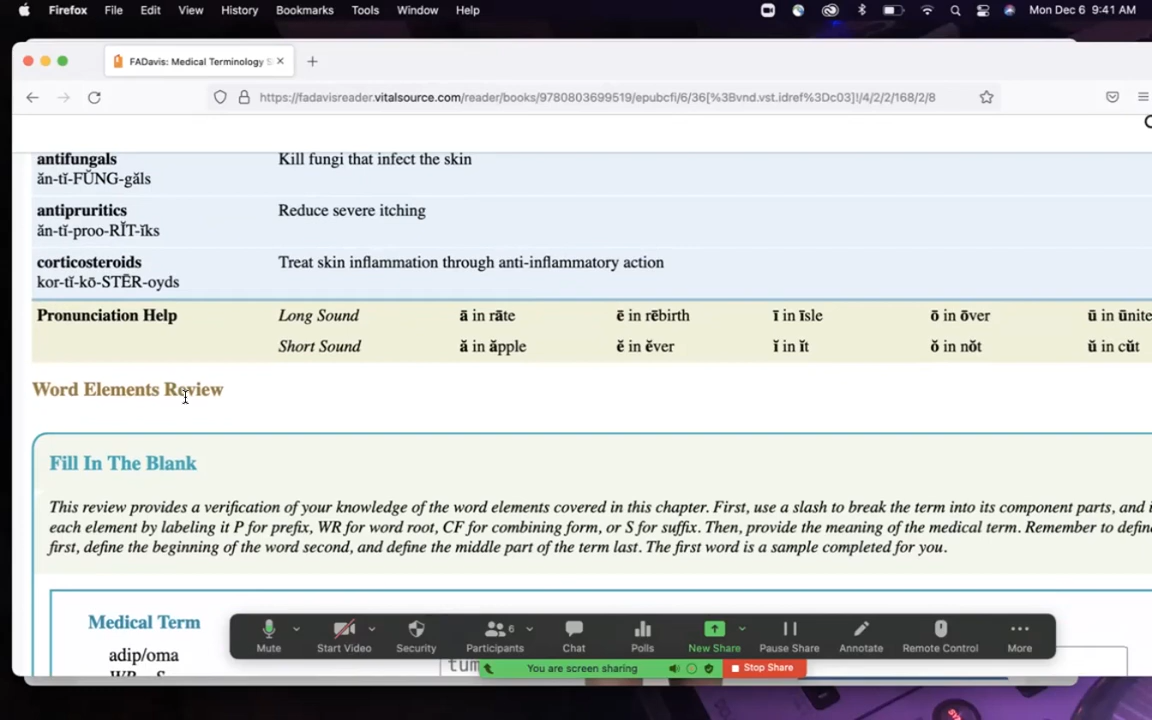 Firefox File Edit View History Bookmarks Tools Window Help Mon Dec 6 9:41 AM
FADavis: Medical Terminology S
https://fadavisreader.vitalsource.com/reader/books/9780803699519/epubcfi/6/36[%3Bvnd.vst.idref%3Dc03]!/4/2/2/168/2/8
antifungals Kill fungi that infect the skin
ăn-tĭ-FŬNG-găls
antipruritics Reduce severe itching
ăn-tĭ-proo-RĬT-ĭks
corticosteroids Treat skin inflammation through anti-inflammatory action
kor-tĭ-kō-STĒR-oyds
Pronunciation Help Long Sound ā in rāte ē in rēbirth ī in īsle ō in ōver ū in ūnite
Short Sound ă in ăpple ĕ in ĕver ĭ in ĭt ŏ in nŏt ŭ in cŭt
Word Elements Review
Fill In The Blank
This review provides a verification of your knowledge of the word elements covered in this chapter. First, use a slash to break the term into its component parts, and i
each element by labeling it P for prefix, WR for word root, CF for combining form, or S for suffix. Then, provide the meaning of the medical term. Remember to defin
first, define the beginning of the word second, and define the middle part of the term last. The first word is a sample completed for you.
Medical Term
adip/oma
WR S
tum
6
Mute Start Video Security Participants Chat Polls New Share Pause Share Annotate Remote Control More
You are screen sharing Stop Share